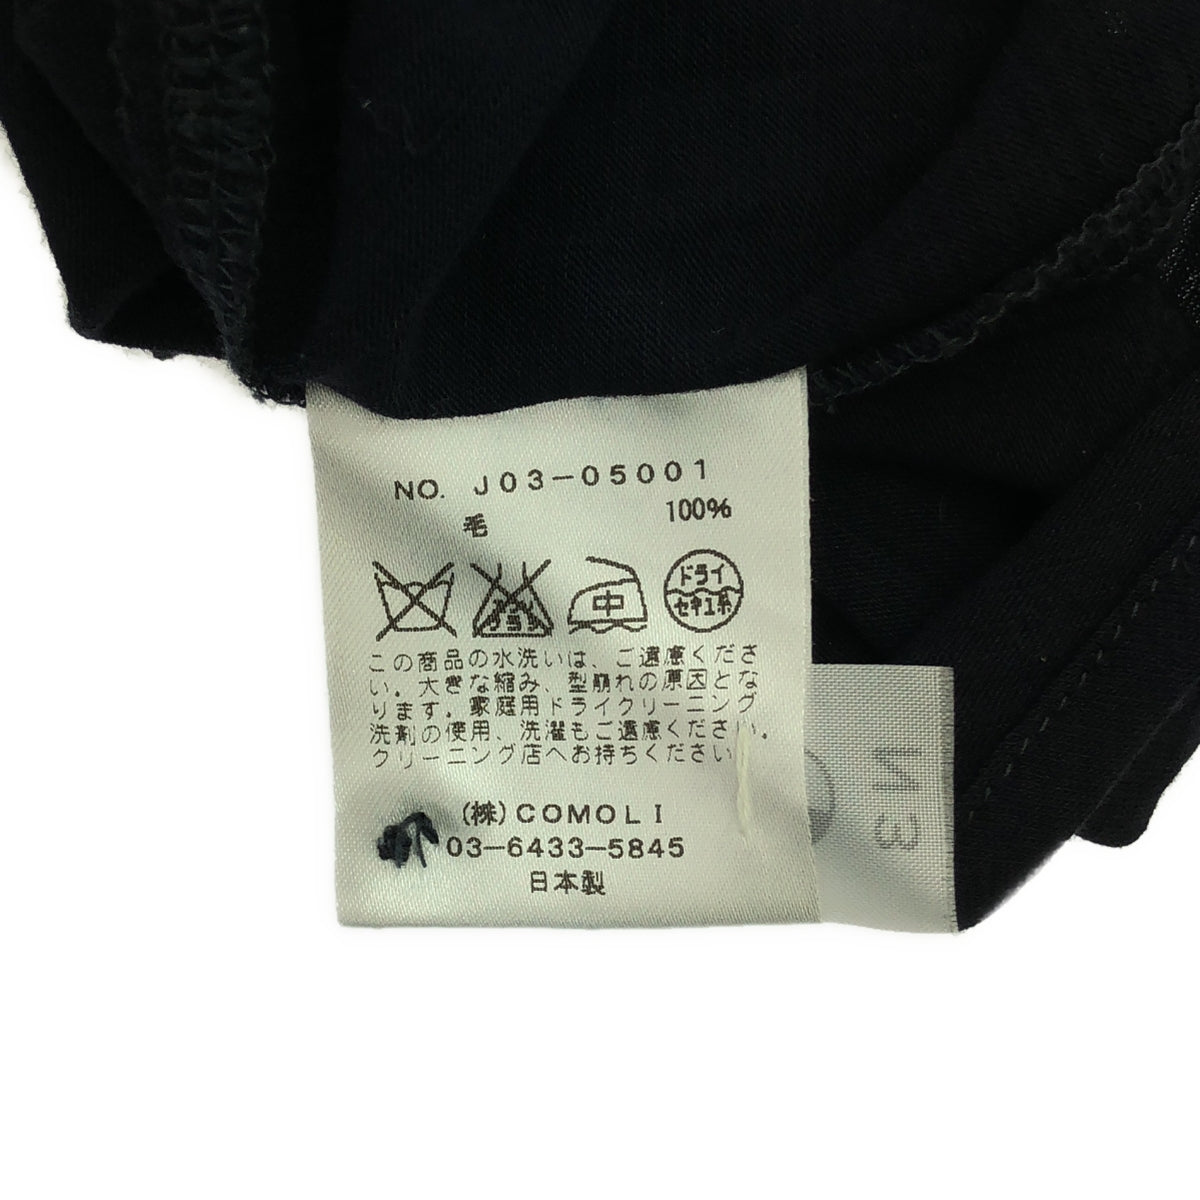 NO. J03-05001
毛 100%
中
ドライ
セキユ系
この商品の水洗いは、ご遠慮くださ
い。大きな縮み、型崩れの原因とな
ります。家庭用ドライクリーニング
洗剤の使用、洗濯もご遠慮ください。
クリーニング店へお持ちください
(株)COMOLI
03-6433-5845
日本製